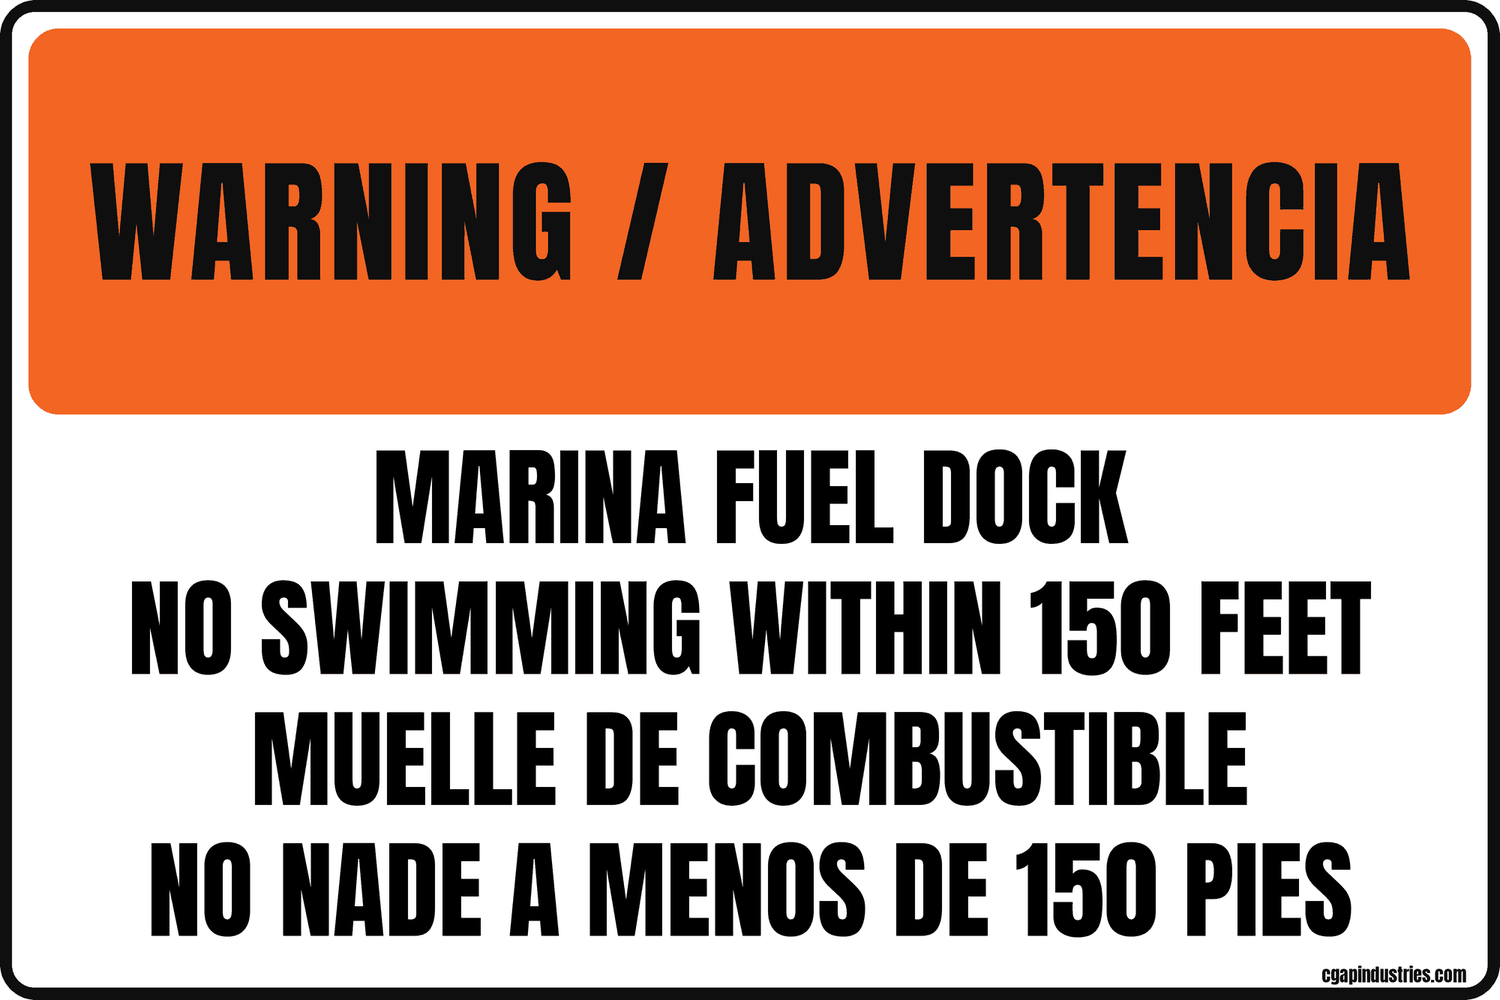 WARNING / ADVERTENCIA
MARINA FUEL DOCK
NO SWIMMING WITHIN 150 FEET
MUELLE DE COMBUSTIBLE
NO NADE A MENOS DE 150 PIES
cgapindustries.com